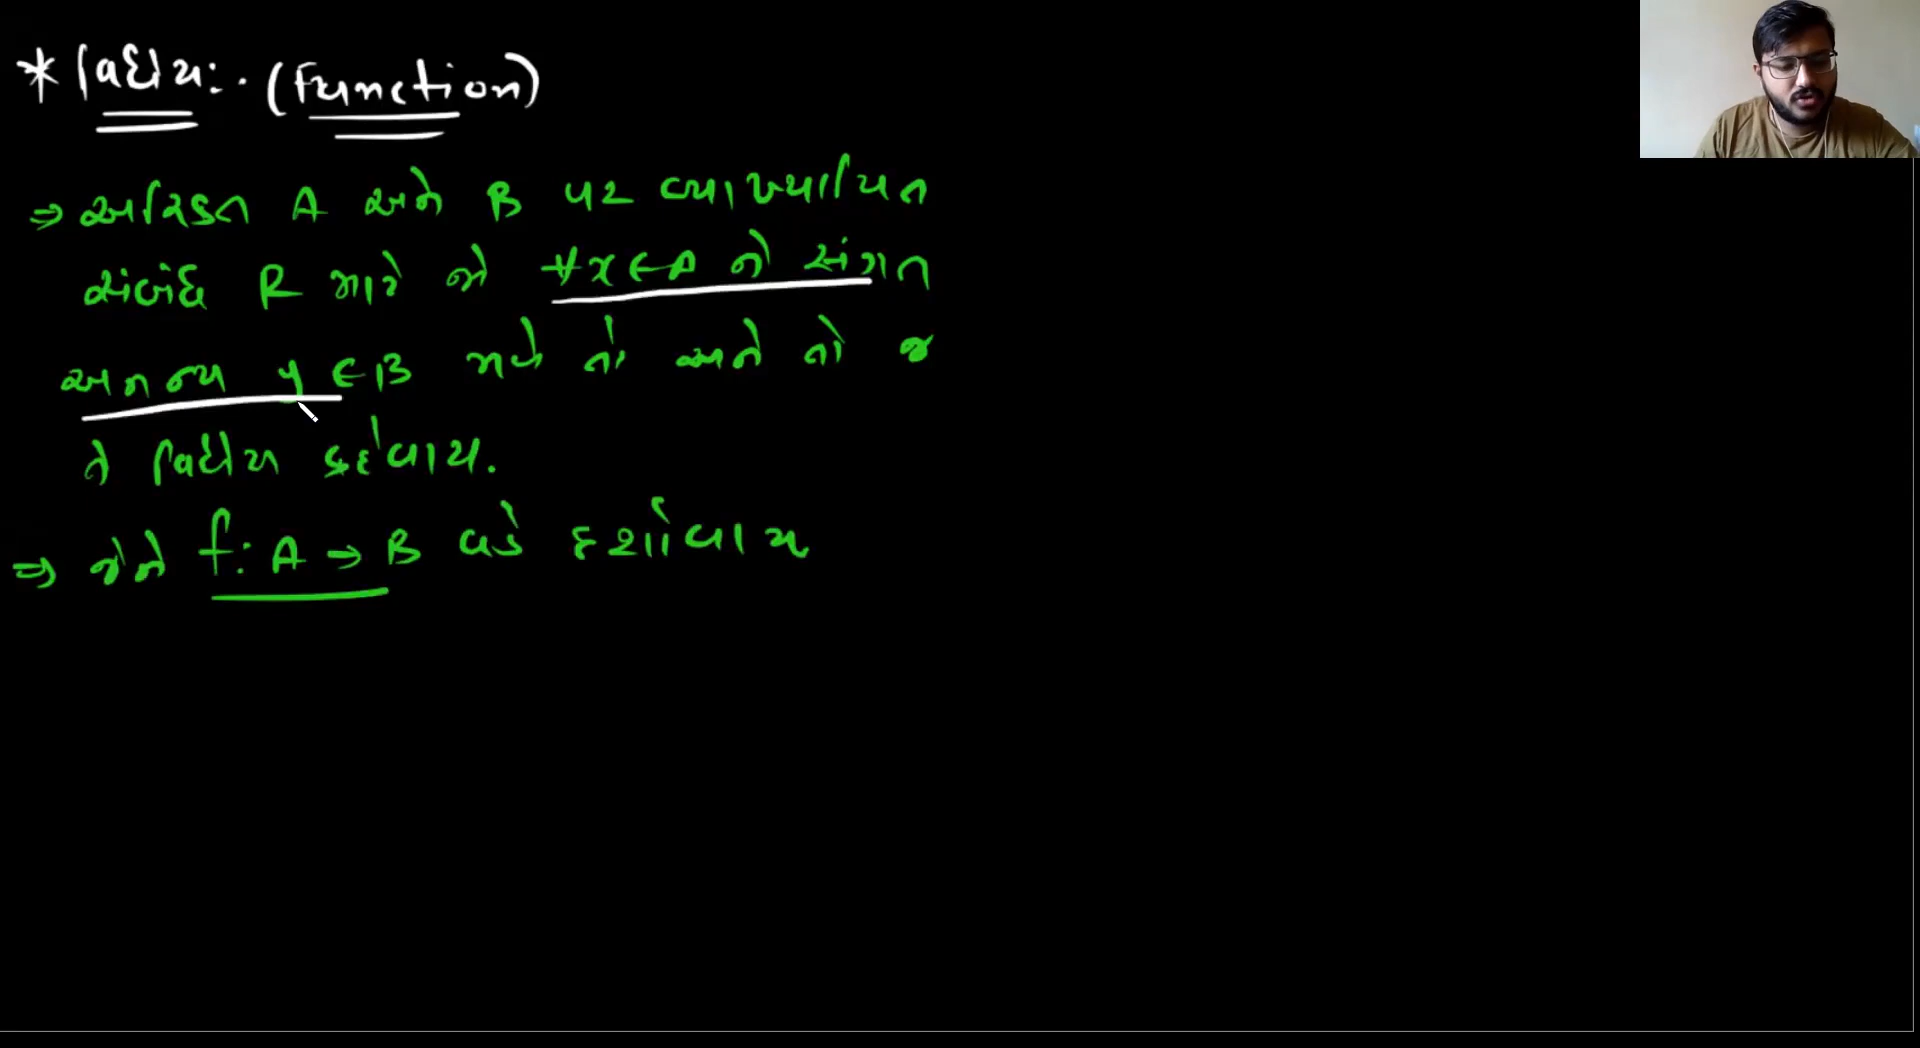 * વિધેય :- (Function)
⇒ અરિક્ત A અને B પર વ્યાખ્યાયિત
સંબંધ R માટે જો ∀x∈A ને સંગત
અનન્ય y ∈ B મળે તો અને તો જ
તે વિધેય કહેવાય.
⇒ જેને f: A → B વડે દર્શાવાય